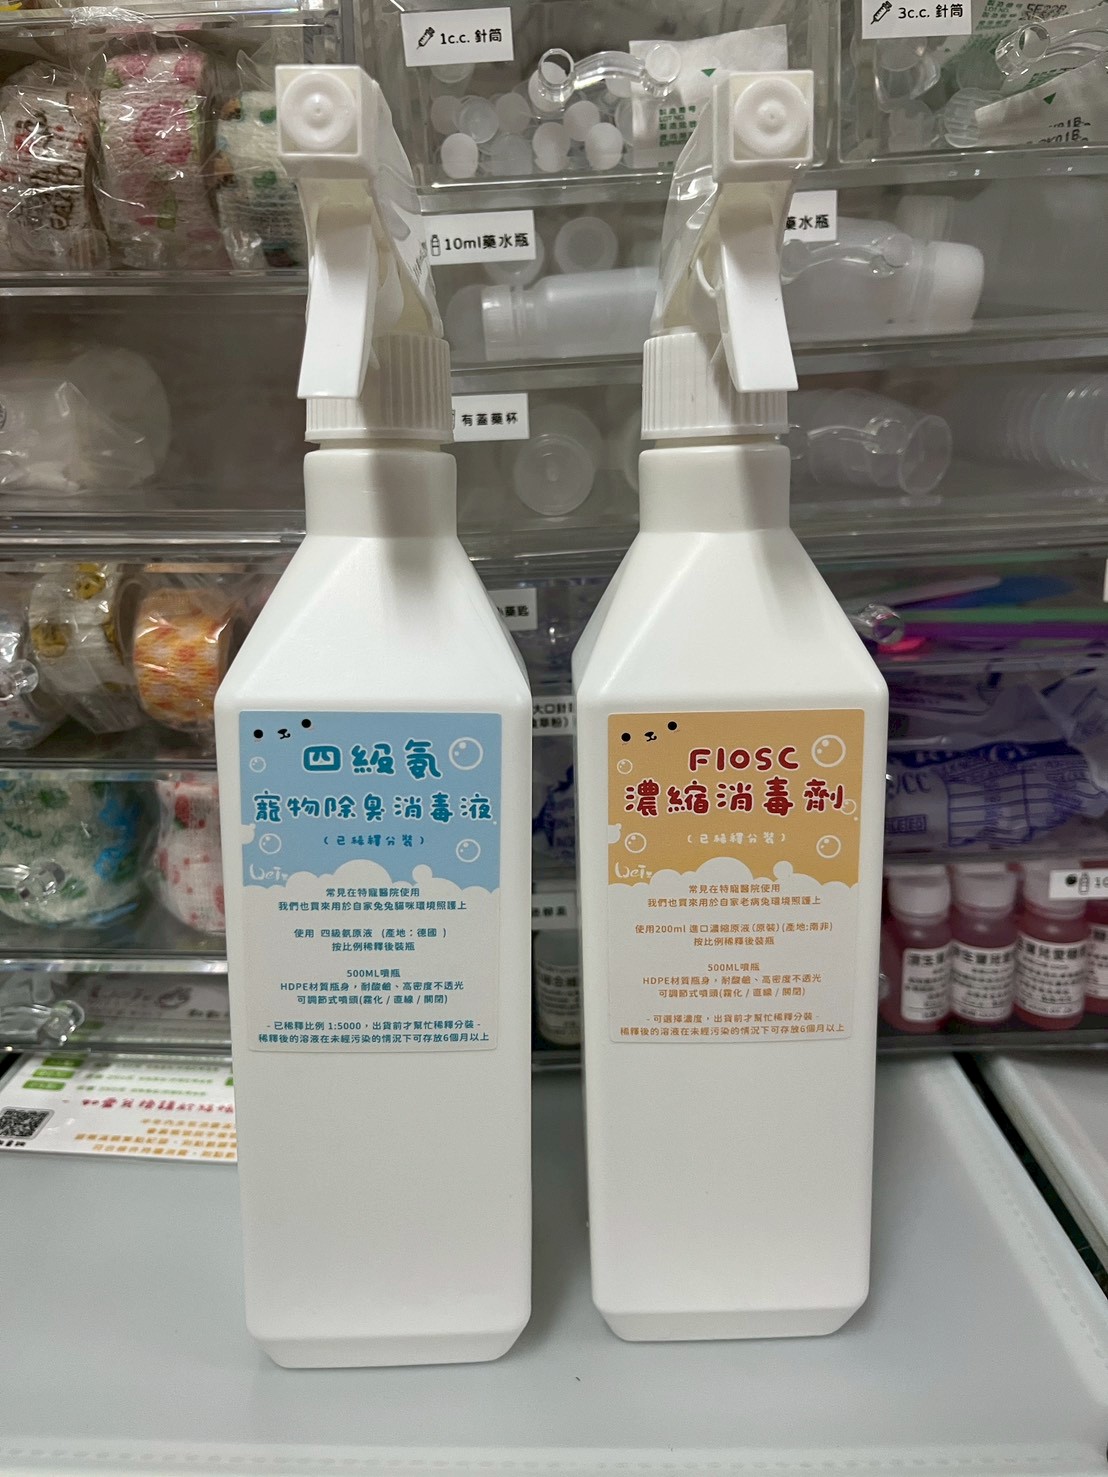 1c.c. 針筒
3c.c. 針筒
10ml藥水瓶
藥水瓶
有蓋藥杯
藥匙
四級氨
寵物除臭消毒液
(已稀釋分裝)
常見在特寵醫院使用
我們也買來用於自家兔兔貓咪環境照護上
使用 四級氨原液 (產地：德國 )
按比例稀釋後裝瓶
500ML噴瓶
HDPE材質瓶身，耐酸鹼、高密度不透光
可調節式噴頭(霧化 / 直線 / 關閉)
- 已稀釋比例 1:5000，出貨前才幫忙稀釋分裝 -
稀釋後的溶液在未經污染的情況下可存放6個月以上
F10SC
濃縮消毒劑
(已稀釋分裝)
常見在特寵醫院使用
我們也買來用於自家老病兔環境照護上
使用200ml 進口濃縮原液(原裝)(產地:南非)
按比例稀釋後裝瓶
500ML噴瓶
HDPE材質瓶身，耐酸鹼、高密度不透光
可調節式噴頭(霧化 / 直線 / 關閉)
- 可選擇濃度，出貨前才幫忙稀釋分裝 -
稀釋後的溶液在未經污染的情況下可存放6個月以上